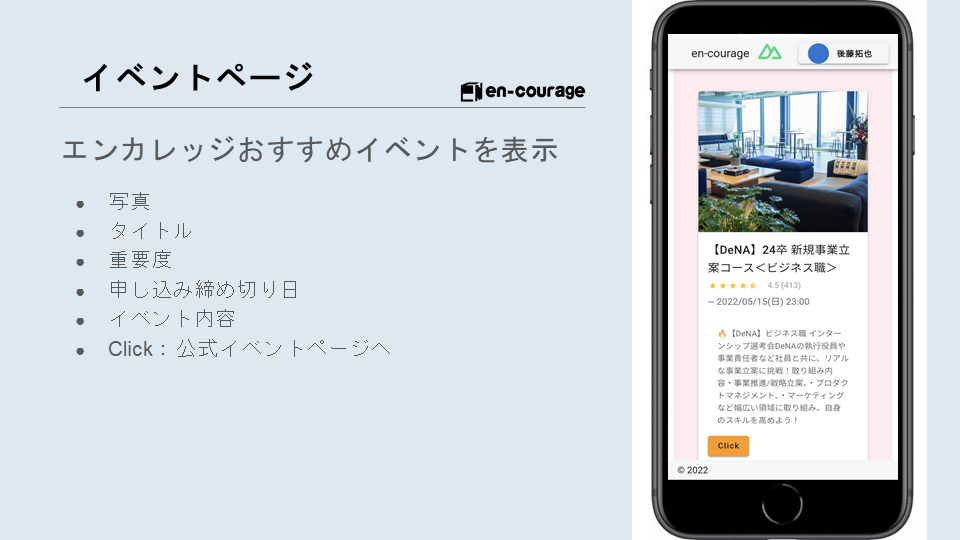 イベントページ
en-courage
エンカレッジおすすめイベントを表示
● 写真
● タイトル
● 重要度
● 申し込み締め切り日
● イベント内容
● Click：公式イベントページへ
en-courage
後藤拓也
【DeNA】24卒 新規事業立
案コース＜ビジネス職＞
4.5 (413)
~ 2022/05/15(日) 23:00
🔥【DeNA】ビジネス職 インター
ンシップ選考会DeNAの執行役員や
事業責任者など社員と共に、リアル
な事業立案に挑戦！取り組み内
容・事業推進/戦略立案、・プロダク
トマネジメント、・マーケティング
など幅広い領域に取り組み、自身
のスキルを高めよう！
Click
© 2022